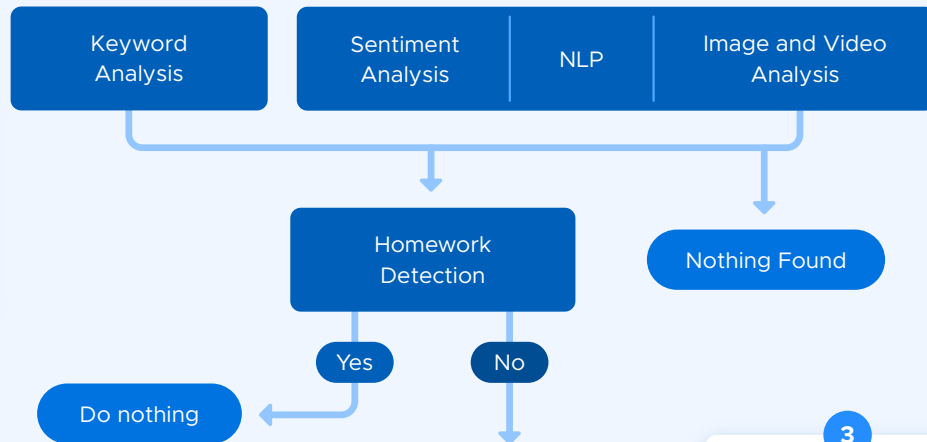 Keyword
Analysis
Sentiment
Analysis
NLP
Image and Video
Analysis
Homework
Detection
Nothing Found
Yes
No
Do nothing
3